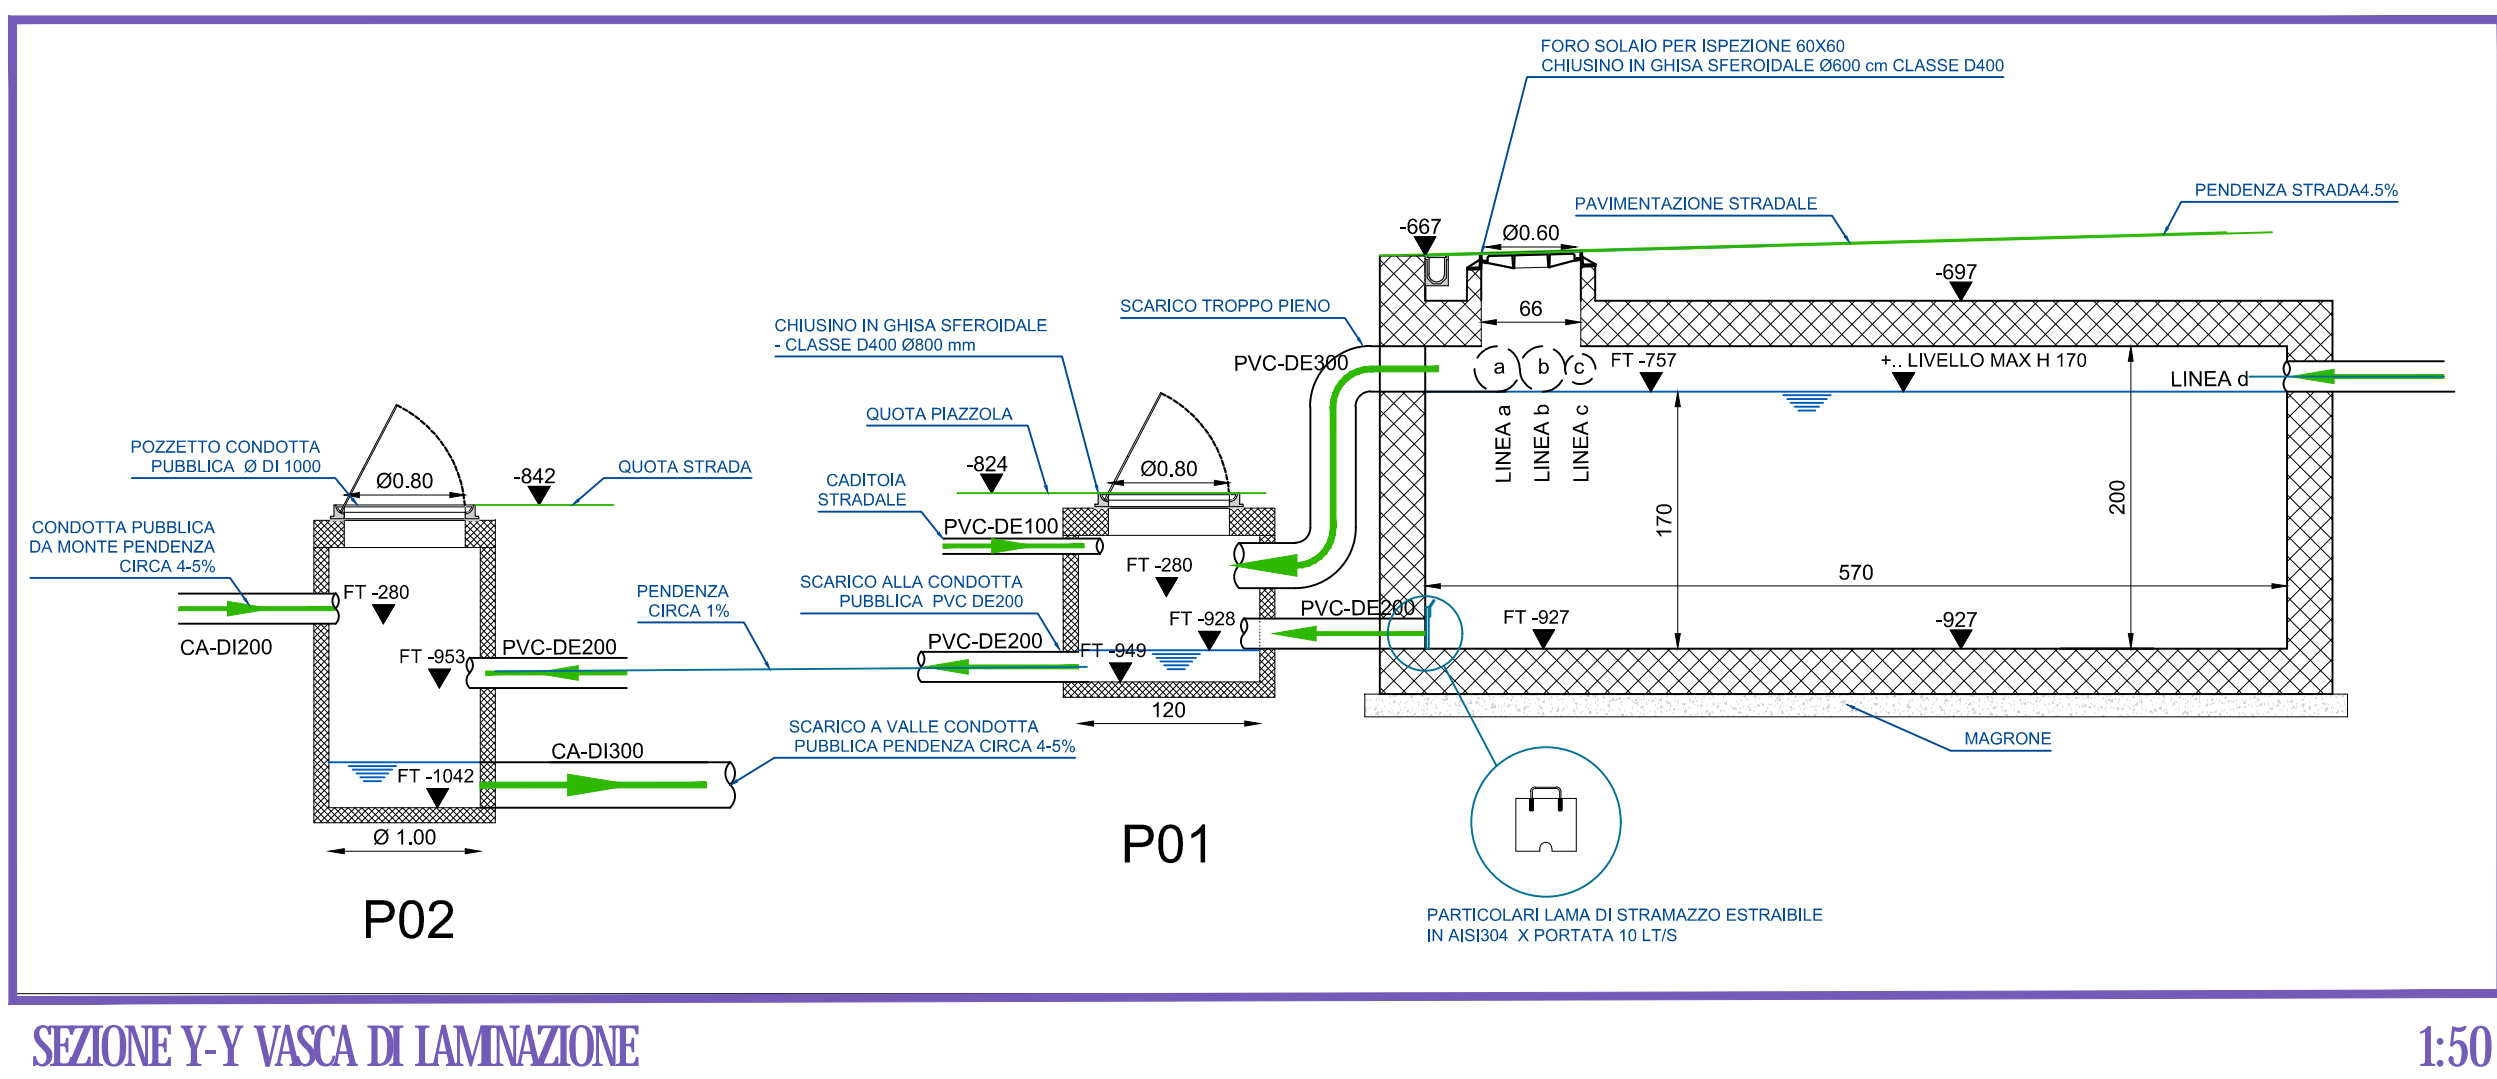 FORO SOLAIO PER ISPEZIONE 60X60
CHIUSINO IN GHISA SFEROIDALE Ø600 cm CLASSE D400
PENDENZA STRADA4.5%
PAVIMENTAZIONE STRADALE
-667
Ø0.60
-697
SCARICO TROPPO PIENO
66
CHIUSINO IN GHISA SFEROIDALE
- CLASSE D400 Ø800 mm
PVC-DE300
a
b
c
FT -757
+.. LIVELLO MAX H 170
LINEA d
LINEA a
LINEA b
LINEA c
QUOTA PIAZZOLA
POZZETTO CONDOTTA
PUBBLICA Ø DI 1000
Ø0.80
-842
QUOTA STRADA
CADITOIA
STRADALE
-824
Ø0.80
170
200
CONDOTTA PUBBLICA
DA MONTE PENDENZA
CIRCA 4-5%
PVC-DE100
FT -280
FT -280
570
PENDENZA
CIRCA 1%
SCARICO ALLA CONDOTTA
PUBBLICA PVC DE200
PVC-DE200
FT -928
FT -927
-927
CA-DI200
FT -953
PVC-DE200
PVC-DE200
FT -949
120
SCARICO A VALLE CONDOTTA
PUBBLICA PENDENZA CIRCA 4-5%
CA-DI300
FT -1042
MAGRONE
Ø 1.00
P01
P02
PARTICOLARI LAMA DI STRAMAZZO ESTRAIBILE
IN AISI304 X PORTATA 10 LT/S
SEZIONE Y-Y VASCA DI LAMINAZIONE
1:50